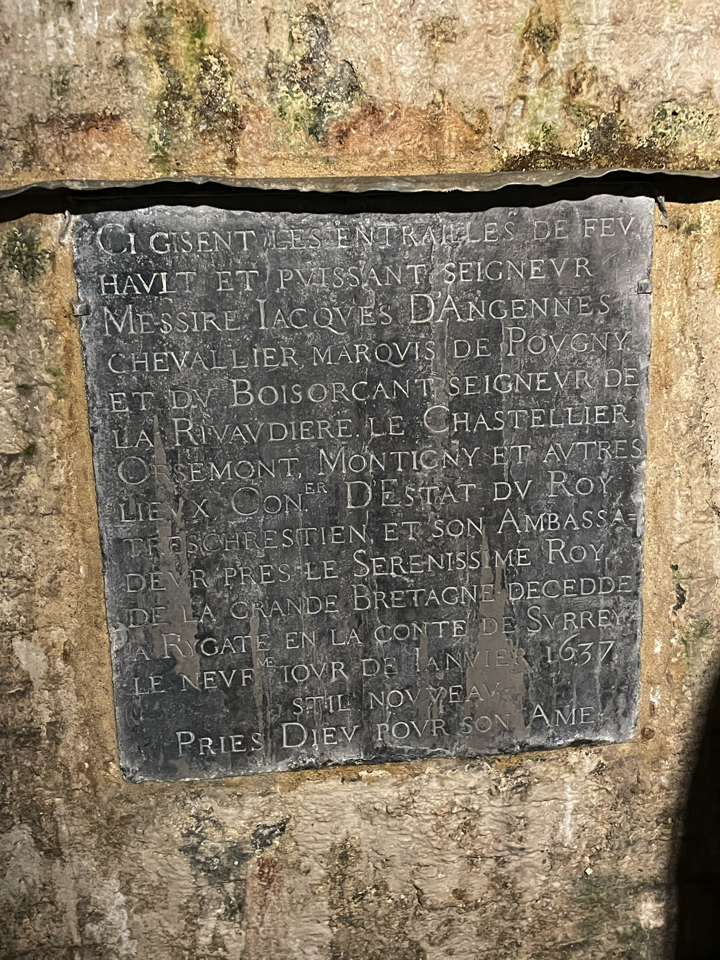 CI GISENT LES ENTRAILLES DE FEV
HAVLT ET PVISSANT SEIGNEVR
MESSIRE IACQVES D'ANGENNES
CHEVALLIER, MARQVIS DE POVGNY
ET DV BOISORCANT SEIGNEVR DE
LA RIVAVDIERE, LE CHASTELLIER,
ORSEMONT, MONTIGNY ET AVTRES
LIEVX CON.ER D'ESTAT DV ROY
TRESCHRESTIEN, ET SON AMBASSA=
DEVR PRES LE SERENISSIME ROY
DE LA GRANDE BRETAGNE DECEDDE
A RYGATE EN LA CONTE DE SVRREY
LE NEVFME IOVR DE IANVIER 1637
STIL NOVVEAV.
PRIES DIEV POVR SON AME.